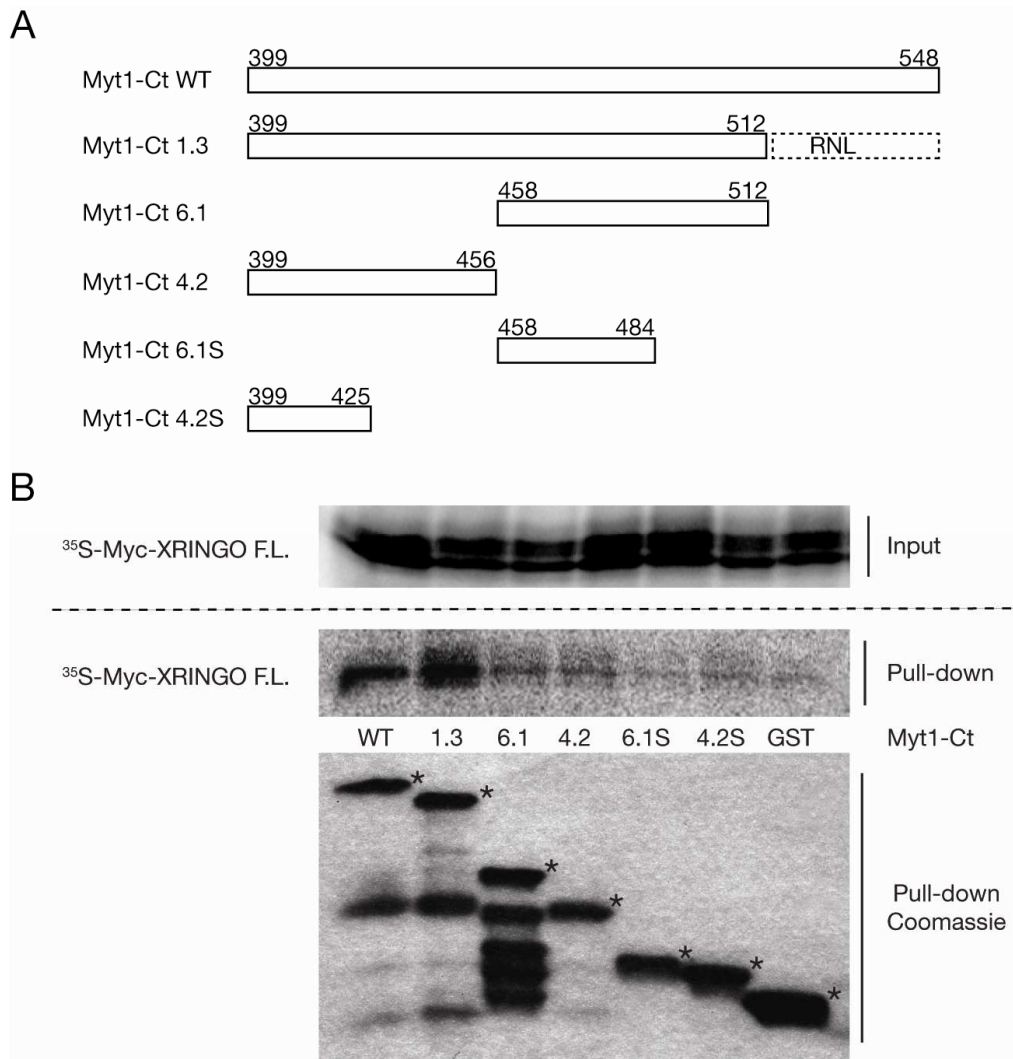 A
399 548
Myt1-Ct WT
399 512
Myt1-Ct 1.3 RNL
458 512
Myt1-Ct 6.1
399 456
Myt1-Ct 4.2
458 484
Myt1-Ct 6.1S
399 425
Myt1-Ct 4.2S
B
³⁵S-Myc-XRINGO F.L. Input
³⁵S-Myc-XRINGO F.L. Pull-down
WT 1.3 6.1 4.2 6.1S 4.2S GST Myt1-Ct
* * * * * * *
Pull-down
Coomassie